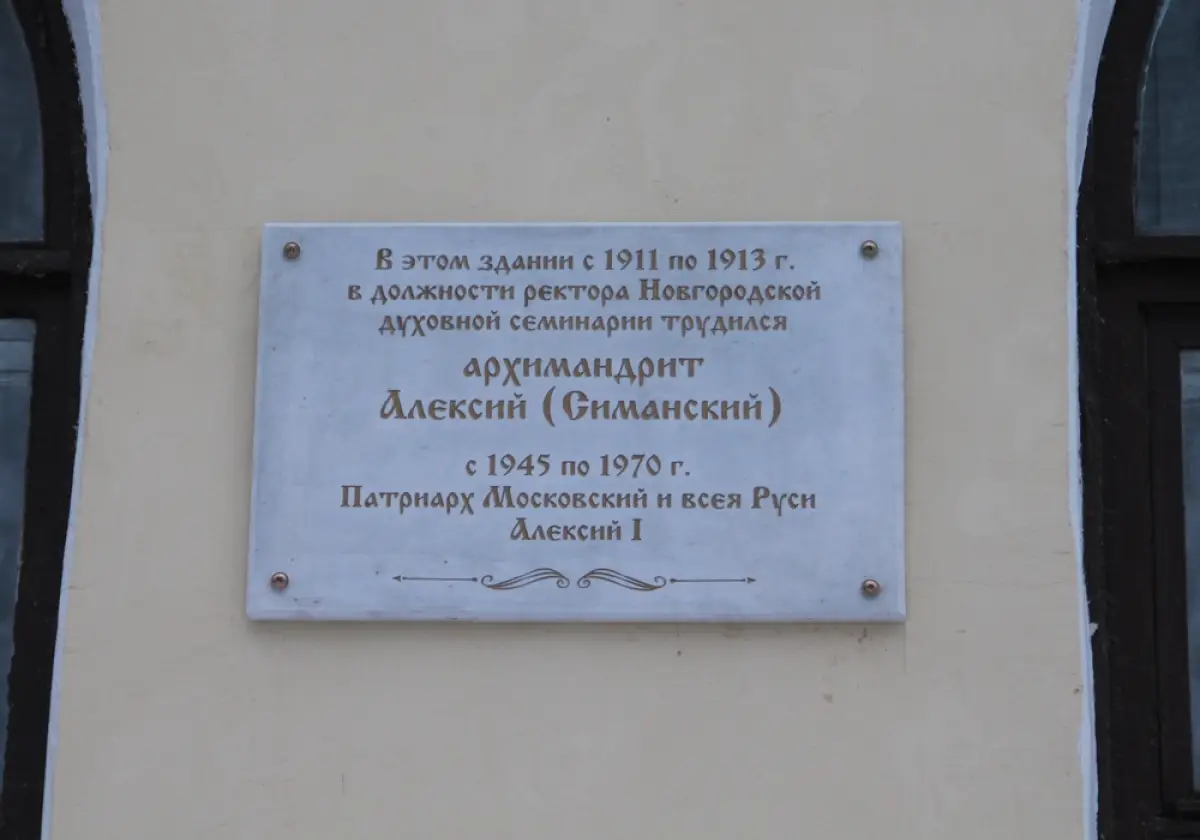 В этом здании с 1911 по 1913 г.
в должности ректора Новгородской
духовной семинарии трудился
архимандрит
Алексий (Симанский)
с 1945 по 1970 г.
Патриарх Московский и всея Руси
Алексий I